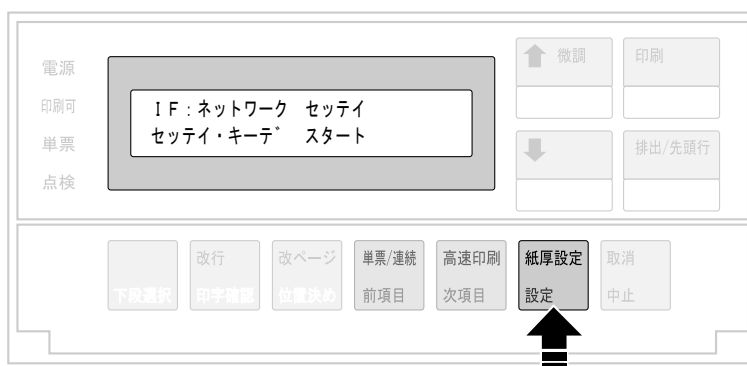 電源
印刷可
単票
点検
IF:ネットワーク セッテイ
セッテイ・キーデ゛ スタート
微調
印刷
排出/先頭行
下段選択
改行
印字確認
改ページ
位置決め
単票/連続
前項目
高速印刷
次項目
紙厚設定
設定
取消
中止